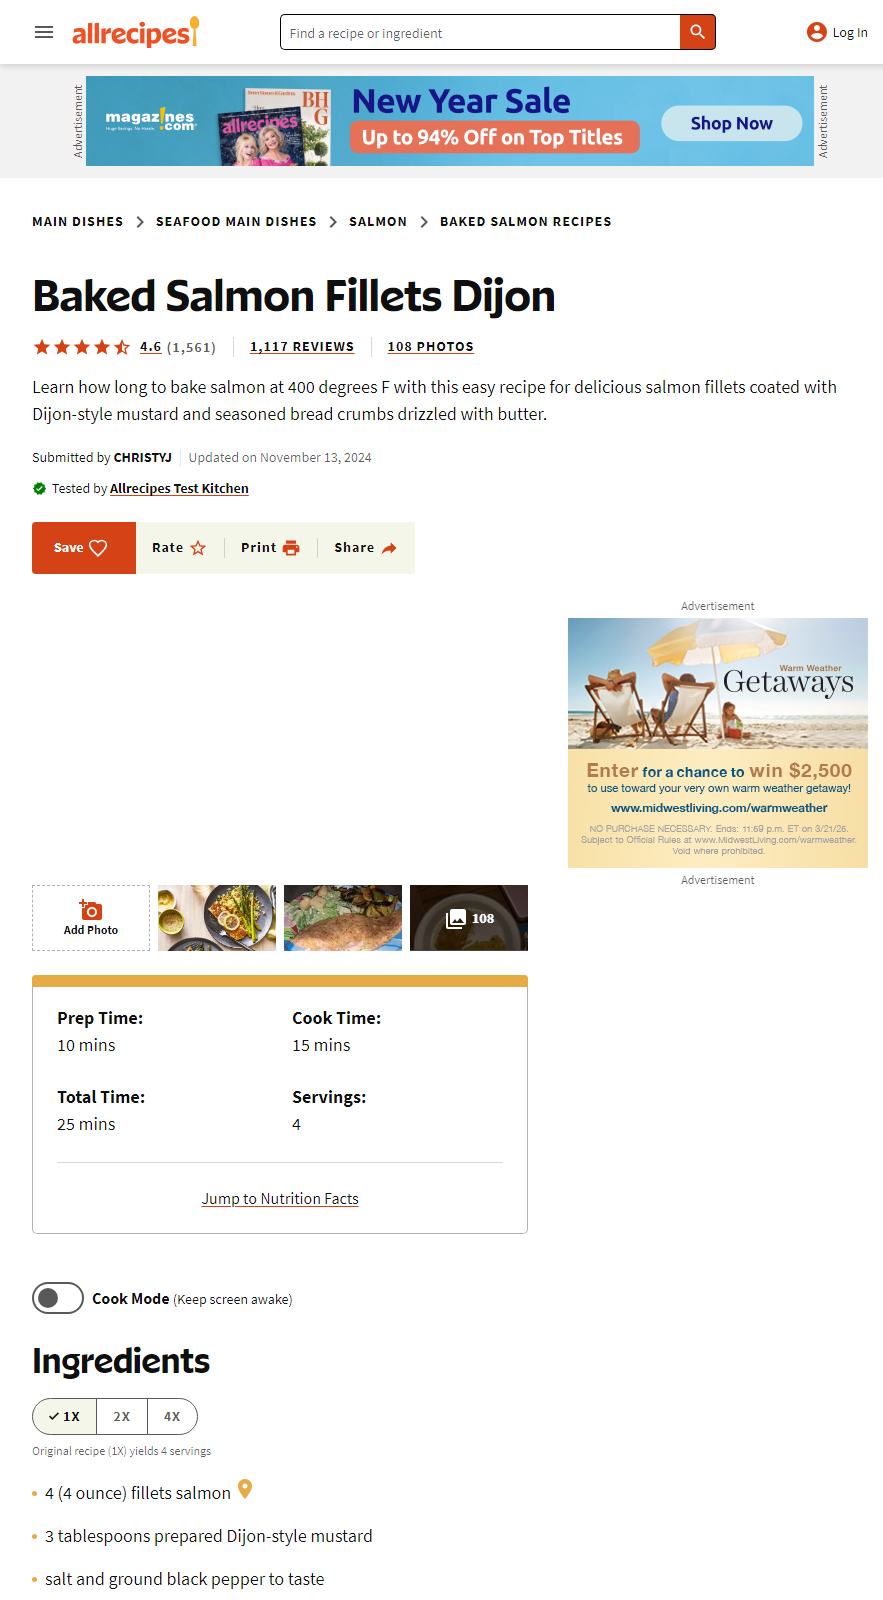 allrecipes
Find a recipe or ingredient
Log In
Advertisement
magazines.com
Huge Savings. No Hassle.
allrecipes
BH
G
New Year Sale
Up to 94% Off on Top Titles
Shop Now
Advertisement
MAIN DISHES > SEAFOOD MAIN DISHES > SALMON > BAKED SALMON RECIPES
Baked Salmon Fillets Dijon
4.6 (1,561) 1,117 REVIEWS 108 PHOTOS
Learn how long to bake salmon at 400 degrees F with this easy recipe for delicious salmon fillets coated with
Dijon-style mustard and seasoned bread crumbs drizzled with butter.
Submitted by CHRISTYJ Updated on November 13, 2024
Tested by Allrecipes Test Kitchen
Save Rate Print Share
Advertisement
Warm Weather
Getaways
Enter for a chance to win $2,500
to use toward your very own warm weather getaway!
www.midwestliving.com/warmweather
NO PURCHASE NECESSARY. Ends: 11:59 p.m. ET on 3/21/25.
Subject to Official Rules at www.MidwestLiving.com/warmweather.
Void where prohibited.
Advertisement
Add Photo
108
Prep Time: Cook Time:
10 mins 15 mins
Total Time: Servings:
25 mins 4
Jump to Nutrition Facts
Cook Mode (Keep screen awake)
Ingredients
1X 2X 4X
Original recipe (1X) yields 4 servings
4 (4 ounce) fillets salmon
3 tablespoons prepared Dijon-style mustard
salt and ground black pepper to taste